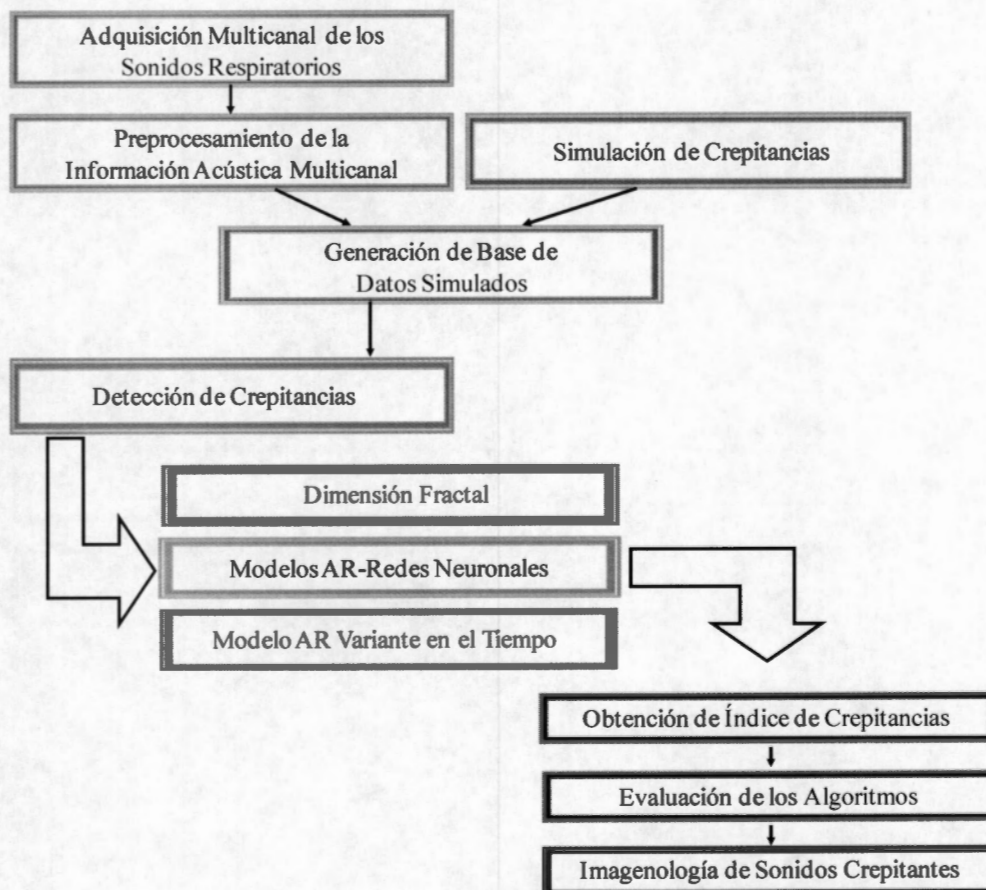 Adquisición Multicanal de los
Sonidos Respiratorios
Preprocesamiento de la
Información Acústica Multicanal
Simulación de Crepitancias
Generación de Base de
Datos Simulados
Detección de Crepitancias
Dimensión Fractal
Modelos AR-Redes Neuronales
Modelo AR Variante en el Tiempo
Obtención de Índice de Crepitancias
Evaluación de los Algoritmos
Imagenología de Sonidos Crepitantes